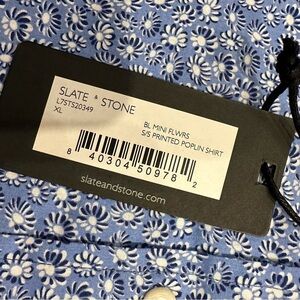 SLATE & STONE
L7STS20349
XL
BL MINI FLWRS
S/S PRINTED POPLIN SHIRT
8 40304 50978 2
slateandstone.com